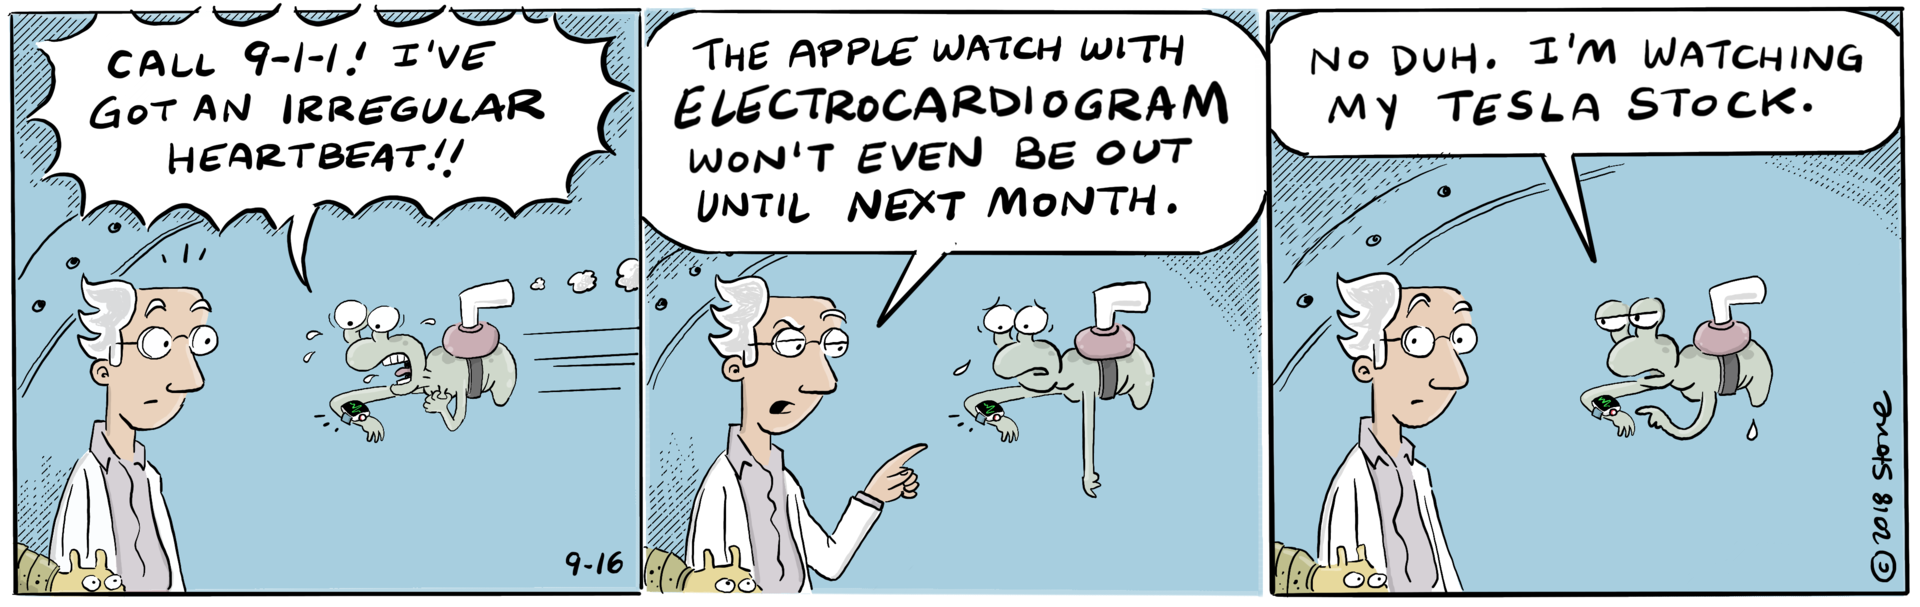 CALL 9-1-1! I'VE
GOT AN IRREGULAR
HEARTBEAT!!
9-16
THE APPLE WATCH WITH
ELECTROCARDIOGRAM
WON'T EVEN BE OUT
UNTIL NEXT MONTH.
NO DUH. I'M WATCHING
MY TESLA STOCK.
© 2018 Stone